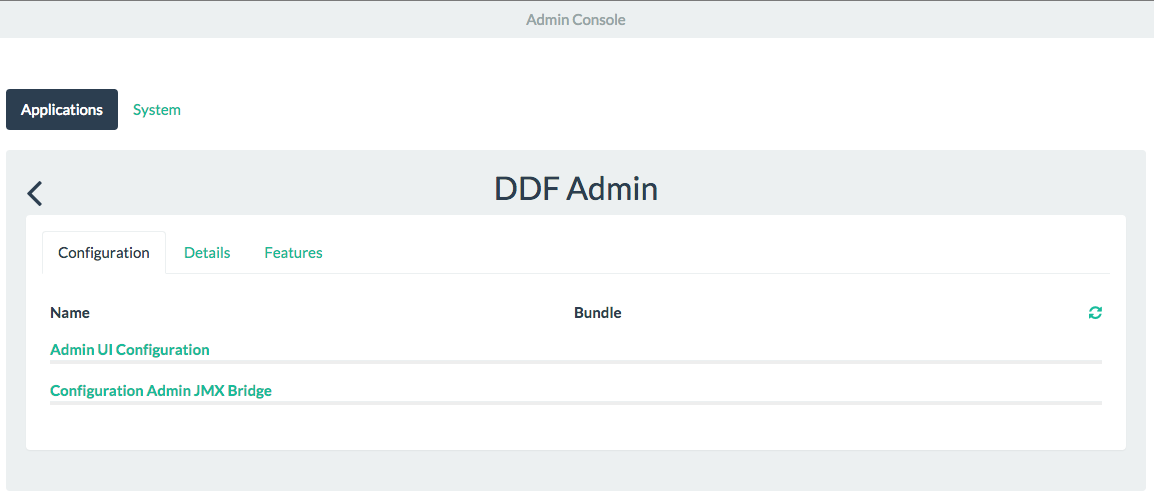 Admin Console
Applications System
DDF Admin
Configuration Details Features
Name Bundle
Admin UI Configuration
Configuration Admin JMX Bridge